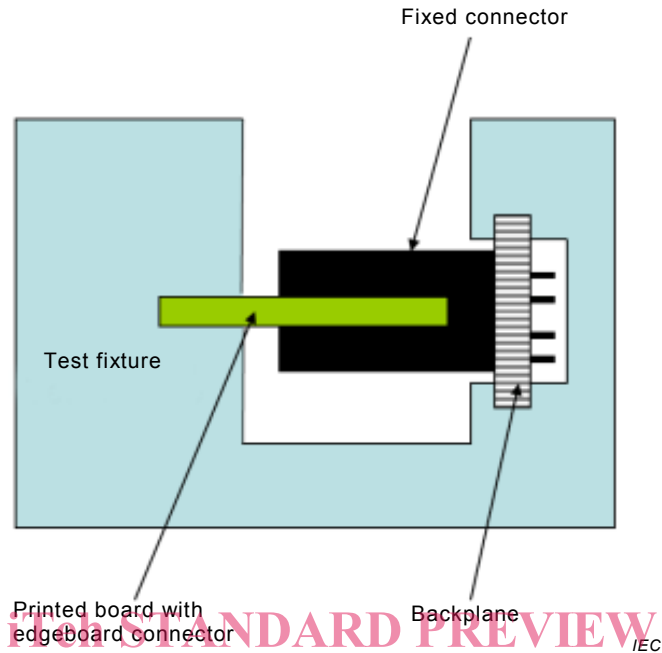 Fixed connector
Test fixture
Printed board with
edgeboard connector
Backplane
iTeh STANDARD PREVIEW
IEC